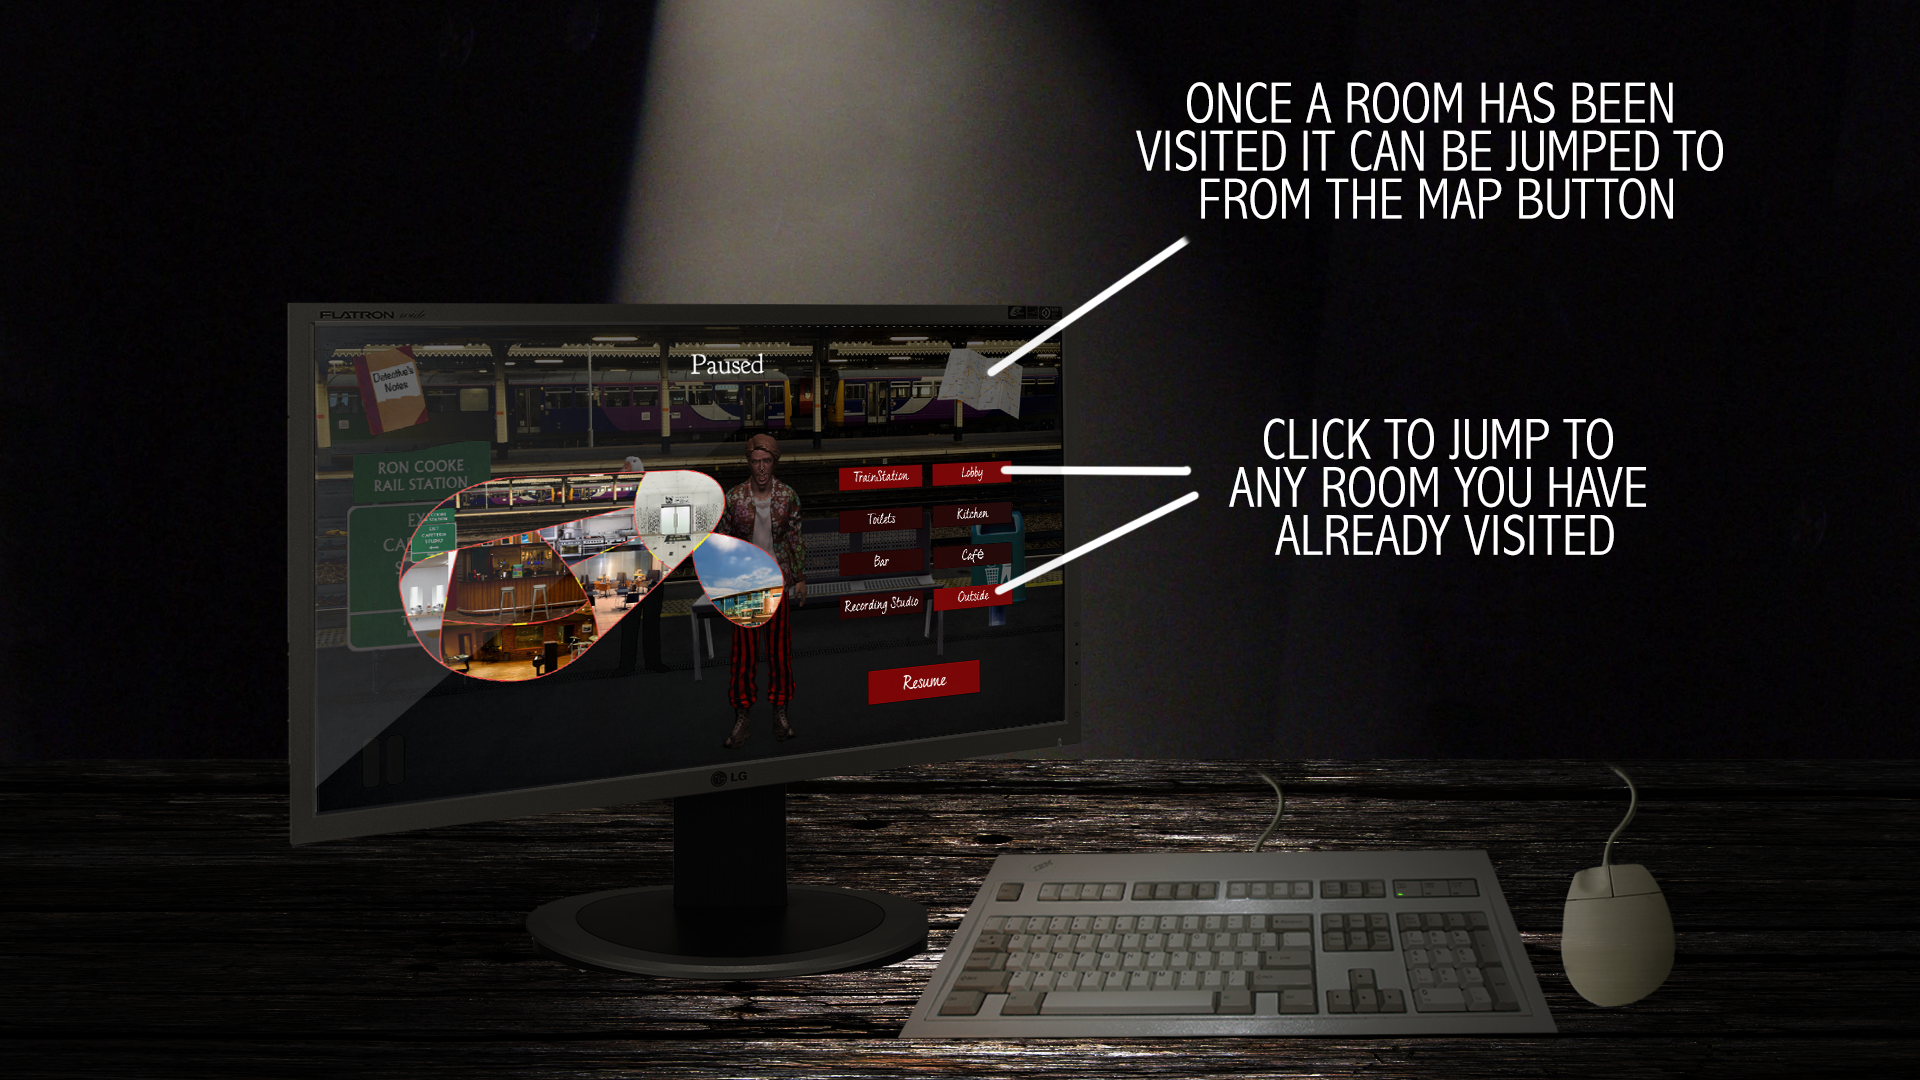 ONCE A ROOM HAS BEEN
VISITED IT CAN BE JUMPED TO
FROM THE MAP BUTTON
FLATRON wide
Paused
Detective's
Notes
RON COOKE
RAIL STATION
TrainStation
Lobby
Toilets
Kitchen
Bar
Café
Recording Studio
Outside
Resume
CLICK TO JUMP TO
ANY ROOM YOU HAVE
ALREADY VISITED
LG
IBM